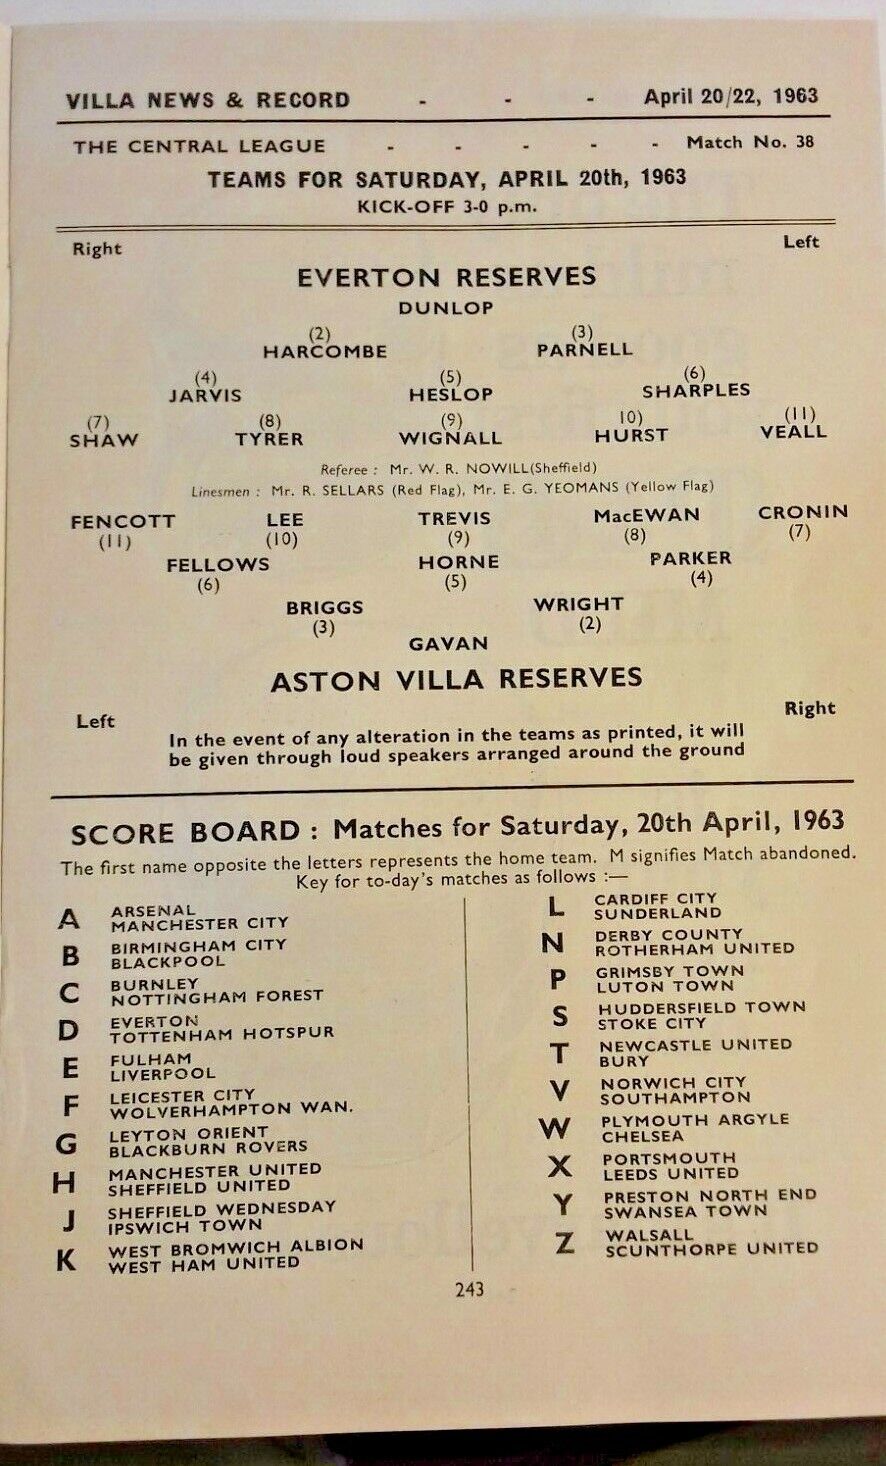 VILLA NEWS & RECORD - - - April 20/22, 1963
THE CENTRAL LEAGUE - - - - - Match No. 38
TEAMS FOR SATURDAY, APRIL 20th, 1963
KICK-OFF 3-0 p.m.
Right Left
EVERTON RESERVES
DUNLOP
(2) (3)
HARCOMBE PARNELL
(4) (5) (6)
JARVIS HESLOP SHARPLES
(7) (8) (9) 10) (11)
SHAW TYRER WIGNALL HURST VEALL
Referee : Mr. W. R. NOWILL(Sheffield)
Linesmen : Mr. R. SELLARS (Red Flag), Mr. E. G. YEOMANS (Yellow Flag)
FENCOTT LEE TREVIS MacEWAN CRONIN
(11) (10) (9) (8) (7)
FELLOWS HORNE PARKER
(6) (5) (4)
BRIGGS WRIGHT
(3) (2)
GAVAN
ASTON VILLA RESERVES
Left Right
In the event of any alteration in the teams as printed, it will
be given through loud speakers arranged around the ground
SCORE BOARD : Matches for Saturday, 20th April, 1963
The first name opposite the letters represents the home team. M signifies Match abandoned.
Key for to-day's matches as follows :—
A ARSENAL
MANCHESTER CITY
B BIRMINGHAM CITY
BLACKPOOL
C BURNLEY
NOTTINGHAM FOREST
D EVERTON
TOTTENHAM HOTSPUR
E FULHAM
LIVERPOOL
F LEICESTER CITY
WOLVERHAMPTON WAN.
G LEYTON ORIENT
BLACKBURN ROVERS
H MANCHESTER UNITED
SHEFFIELD UNITED
J SHEFFIELD WEDNESDAY
IPSWICH TOWN
K WEST BROMWICH ALBION
WEST HAM UNITED
L CARDIFF CITY
SUNDERLAND
N DERBY COUNTY
ROTHERHAM UNITED
P GRIMSBY TOWN
LUTON TOWN
S HUDDERSFIELD TOWN
STOKE CITY
T NEWCASTLE UNITED
BURY
V NORWICH CITY
SOUTHAMPTON
W PLYMOUTH ARGYLE
CHELSEA
X PORTSMOUTH
LEEDS UNITED
Y PRESTON NORTH END
SWANSEA TOWN
Z WALSALL
SCUNTHORPE UNITED
243